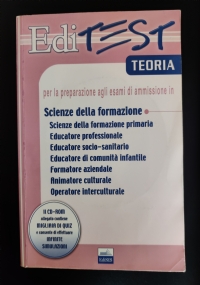 EdiTEST
TEORIA
per la preparazione agli esami di ammissione in
Scienze della formazione
Scienze della formazione primaria
Educatore professionale
Educatore socio-sanitario
Educatore di comunità infantile
Formatore aziendale
Animatore culturale
Operatore interculturale
Il CD-ROM
allegato contiene
MIGLIAIA DI QUIZ
e consente di effettuare
INFINITE
SIMULAZIONI